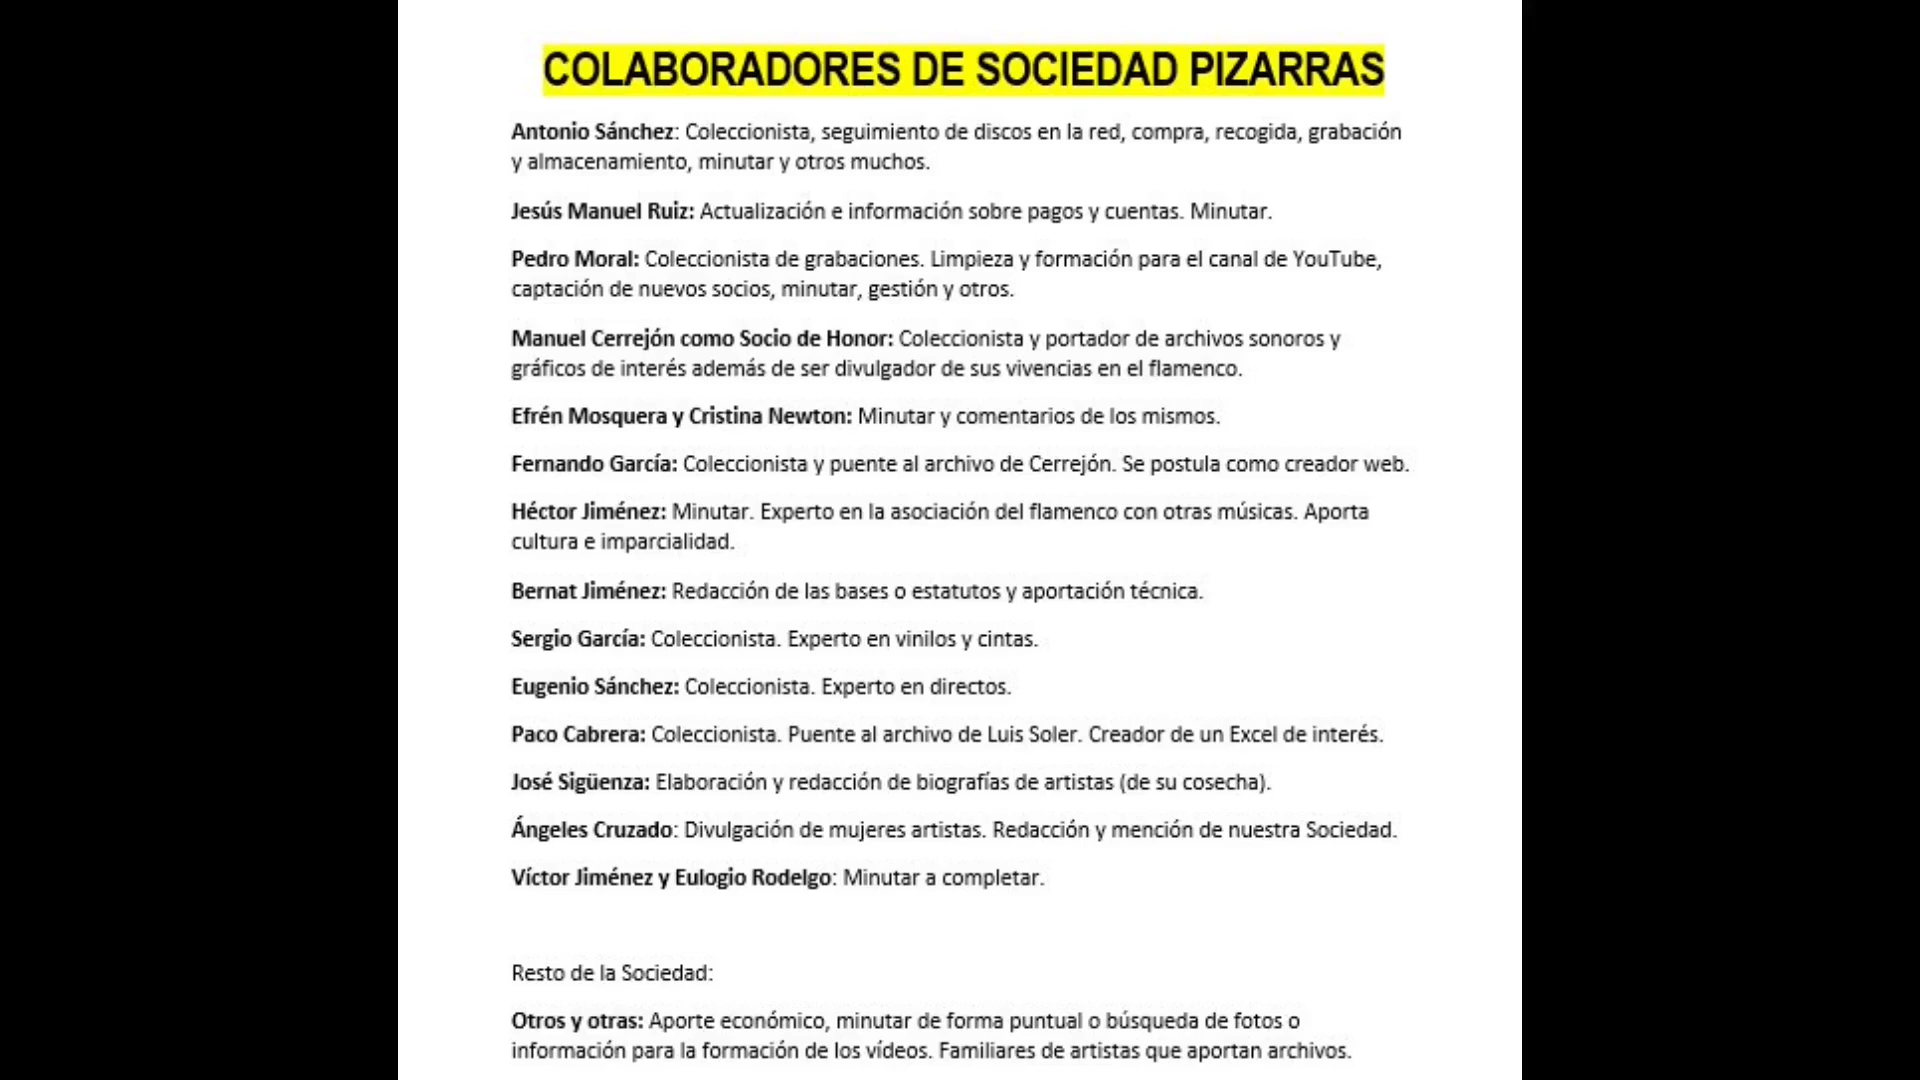 COLABORADORES DE SOCIEDAD PIZARRAS
Antonio Sánchez: Coleccionista, seguimiento de discos en la red, compra, recogida, grabación
y almacenamiento, minutar y otros muchos.
Jesús Manuel Ruiz: Actualización e información sobre pagos y cuentas. Minutar.
Pedro Moral: Coleccionista de grabaciones. Limpieza y formación para el canal de YouTube,
captación de nuevos socios, minutar, gestión y otros.
Manuel Cerrejón como Socio de Honor: Coleccionista y portador de archivos sonoros y
gráficos de interés además de ser divulgador de sus vivencias en el flamenco.
Efrén Mosquera y Cristina Newton: Minutar y comentarios de los mismos.
Fernando García: Coleccionista y puente al archivo de Cerrejón. Se postula como creador web.
Héctor Jiménez: Minutar. Experto en la asociación del flamenco con otras músicas. Aporta
cultura e imparcialidad.
Bernat Jiménez: Redacción de las bases o estatutos y aportación técnica.
Sergio García: Coleccionista. Experto en vinilos y cintas.
Eugenio Sánchez: Coleccionista. Experto en directos.
Paco Cabrera: Coleccionista. Puente al archivo de Luis Soler. Creador de un Excel de interés.
José Sigüenza: Elaboración y redacción de biografías de artistas (de su cosecha).
Ángeles Cruzado: Divulgación de mujeres artistas. Redacción y mención de nuestra Sociedad.
Víctor Jiménez y Eulogio Rodelgo: Minutar a completar.
Resto de la Sociedad:
Otros y otras: Aporte económico, minutar de forma puntual o búsqueda de fotos o
información para la formación de los vídeos. Familiares de artistas que aportan archivos.